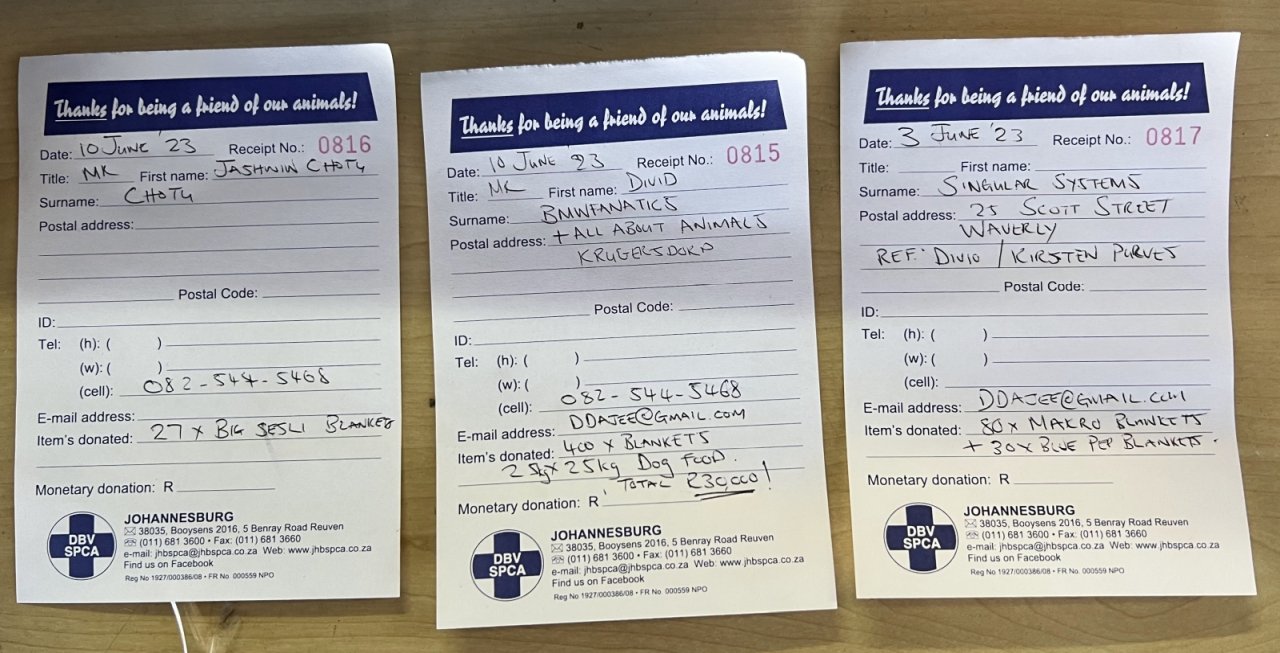 Thanks for being a friend of our animals!
Date: 10 JUNE '23 Receipt No.: 0816
Title: MR First name: JASHWIN CHOTU
Surname: CHOTU
Postal address:
Postal Code:
ID:
Tel: (h): ( )
(w): ( )
(cell): 082-544-5468
E-mail address:
Item's donated: 27 x BIG SESLI BLANKET
Monetary donation: R
DBV
SPCA
JOHANNESBURG
38035, Booysens 2016, 5 Benray Road Reuven
(011) 681 3600 • Fax: (011) 681 3660
e-mail: jhbspca@jhbspca.co.za Web: www.jhbspca.co.za
Find us on Facebook
Reg No 1927/000386/08 • FR No. 000559 NPO
Thanks for being a friend of our animals!
Date: 10 JUNE '23 Receipt No.: 0815
Title: MR First name: DIVID
Surname: BMWFANATICS
Postal address: + ALL ABOUT ANIMALS
KRUGERSDORP
Postal Code:
ID:
Tel: (h): ( )
(w): ( )
(cell): 082-544-5468
E-mail address: DDAJEE@GMAIL.COM
Item's donated: 400 x BLANKETS
25kg DOG FOOD.
Monetary donation: R TOTAL R30,000!
DBV
SPCA
JOHANNESBURG
38035, Booysens 2016, 5 Benray Road Reuven
(011) 681 3600 • Fax: (011) 681 3660
e-mail: jhbspca@jhbspca.co.za Web: www.jhbspca.co.za
Find us on Facebook
Reg No 1927/000386/08 • FR No. 000559 NPO
Thanks for being a friend of our animals!
Date: 3 JUNE '23 Receipt No.: 0817
Title: First name:
Surname: SINGULAR SYSTEMS
Postal address: 25 SCOTT STREET
WAVERLY
REF: DIVID / KIRSTEN PURVES
Postal Code:
ID:
Tel: (h): ( )
(w): ( )
(cell):
E-mail address: DDAJEE@GMAIL.COM
Item's donated: 80 x MAKRO BLANKETS
+ 30 x BLUE PEP BLANKETS.
Monetary donation: R
DBV
SPCA
JOHANNESBURG
38035, Booysens 2016, 5 Benray Road Reuven
(011) 681 3600 • Fax: (011) 681 3660
e-mail: jhbspca@jhbspca.co.za Web: www.jhbspca.co.za
Find us on Facebook
Reg No 1927/000386/08 • FR No. 000559 NPO